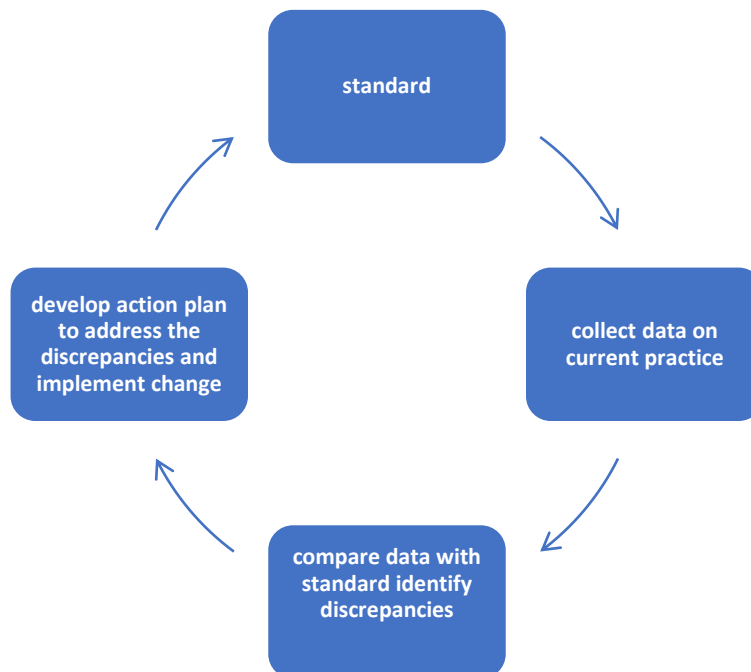 standard
collect data on
current practice
compare data with
standard identify
discrepancies
develop action plan
to address the
discrepancies and
implement change